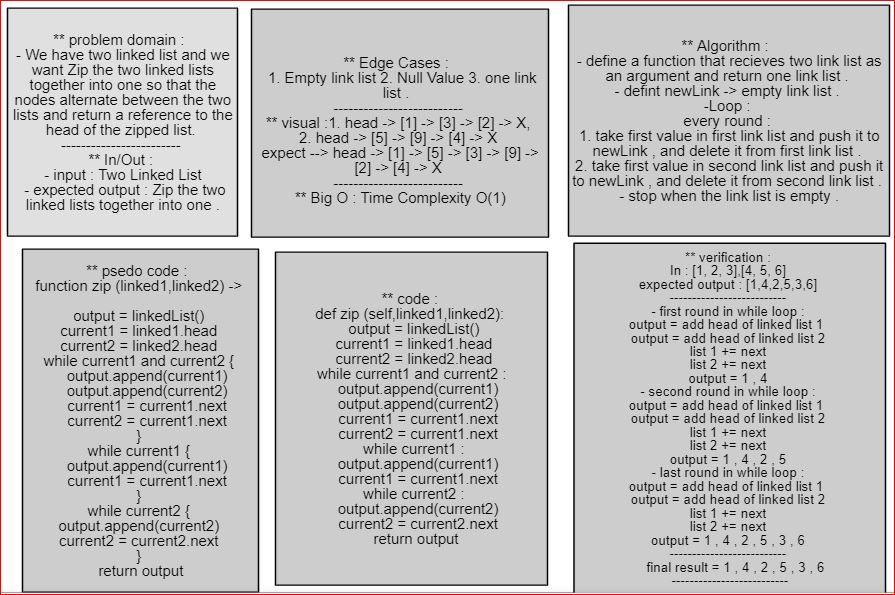 ** problem domain :
- We have two linked list and we
want Zip the two linked lists
together into one so that the
nodes alternate between the two
lists and return a reference to the
head of the zipped list.
------------------------
** In/Out :
- input : Two Linked List
- expected output : Zip the two
linked lists together into one .
** Edge Cases :
1. Empty link list 2. Null Value 3. one link
list .
--------------------------
** visual :1. head -> [1] -> [3] -> [2] -> X,
2. head -> [5] -> [9] -> [4] -> X
expect --> head -> [1] -> [5] -> [3] -> [9] ->
[2] -> [4] -> X
--------------------------
** Big O : Time Complexity O(1)
** Algorithm :
- define a function that recieves two link list as
an argument and return one link list .
- defint newLink -> empty link list .
-Loop :
every round :
1. take first value in first link list and push it to
newLink , and delete it from first link list .
2. take first value in second link list and push it
to newLink , and delete it from second link list .
- stop when the link list is empty .
** psedo code :
function zip (linked1,linked2) ->
output = linkedList()
current1 = linked1.head
current2 = linked2.head
while current1 and current2 {
output.append(current1)
output.append(current2)
current1 = current1.next
current2 = current1.next
}
while current1 {
output.append(current1)
current1 = current1.next
}
while current2 {
output.append(current2)
current2 = current2.next
}
return output
** code :
def zip (self,linked1,linked2):
output = linkedList()
current1 = linked1.head
current2 = linked2.head
while current1 and current2 :
output.append(current1)
output.append(current2)
current1 = current1.next
current2 = current1.next
while current1 :
output.append(current1)
current1 = current1.next
while current2 :
output.append(current2)
current2 = current2.next
return output
** verification :
In : [1, 2, 3],[4, 5, 6]
expected output : [1,4,2,5,3,6]
--------------------------
- first round in while loop :
output = add head of linked list 1
output = add head of linked list 2
list 1 += next
list 2 += next
output = 1 , 4
- second round in while loop :
output = add head of linked list 1
output = add head of linked list 2
list 1 += next
list 2 += next
output = 1 , 4 , 2 , 5
- last round in while loop :
output = add head of linked list 1
output = add head of linked list 2
list 1 += next
list 2 += next
output = 1 , 4 , 2 , 5 , 3 , 6
--------------------------
final result = 1 , 4 , 2 , 5 , 3 , 6
--------------------------